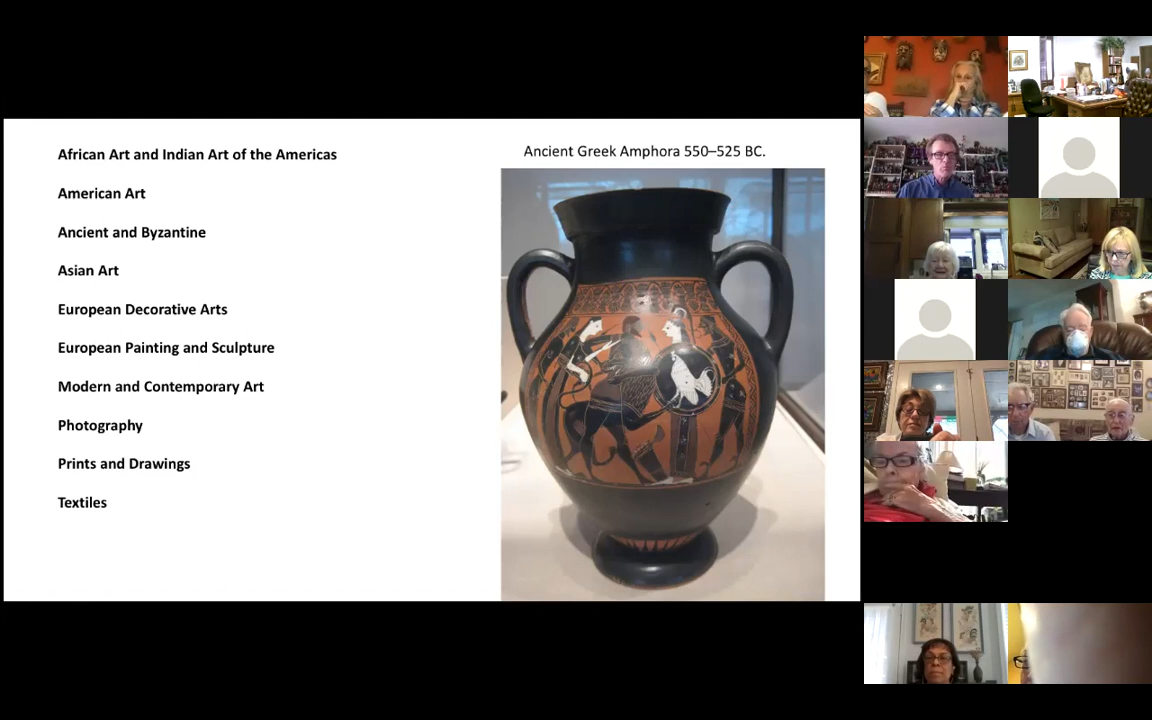 African Art and Indian Art of the Americas
American Art
Ancient and Byzantine
Asian Art
European Decorative Arts
European Painting and Sculpture
Modern and Contemporary Art
Photography
Prints and Drawings
Textiles
Ancient Greek Amphora 550–525 BC.